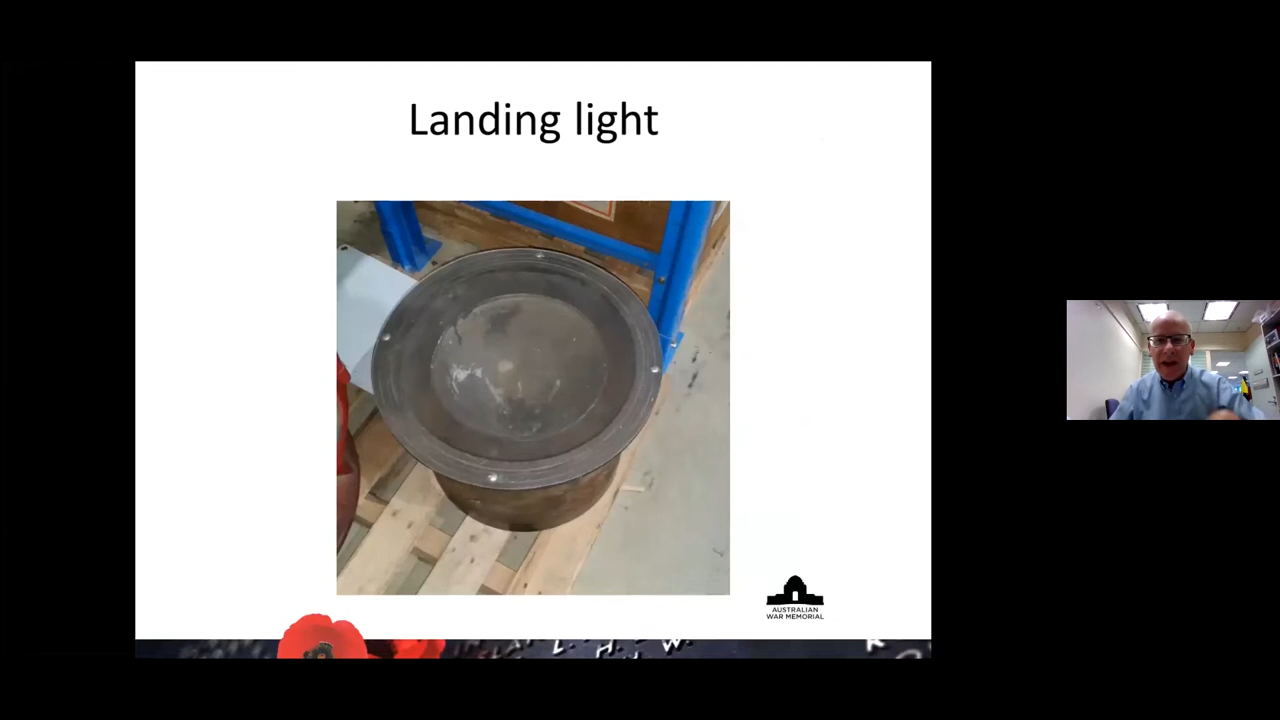 Landing light
AUSTRALIAN
WAR MEMORIAL
L. H.
W.